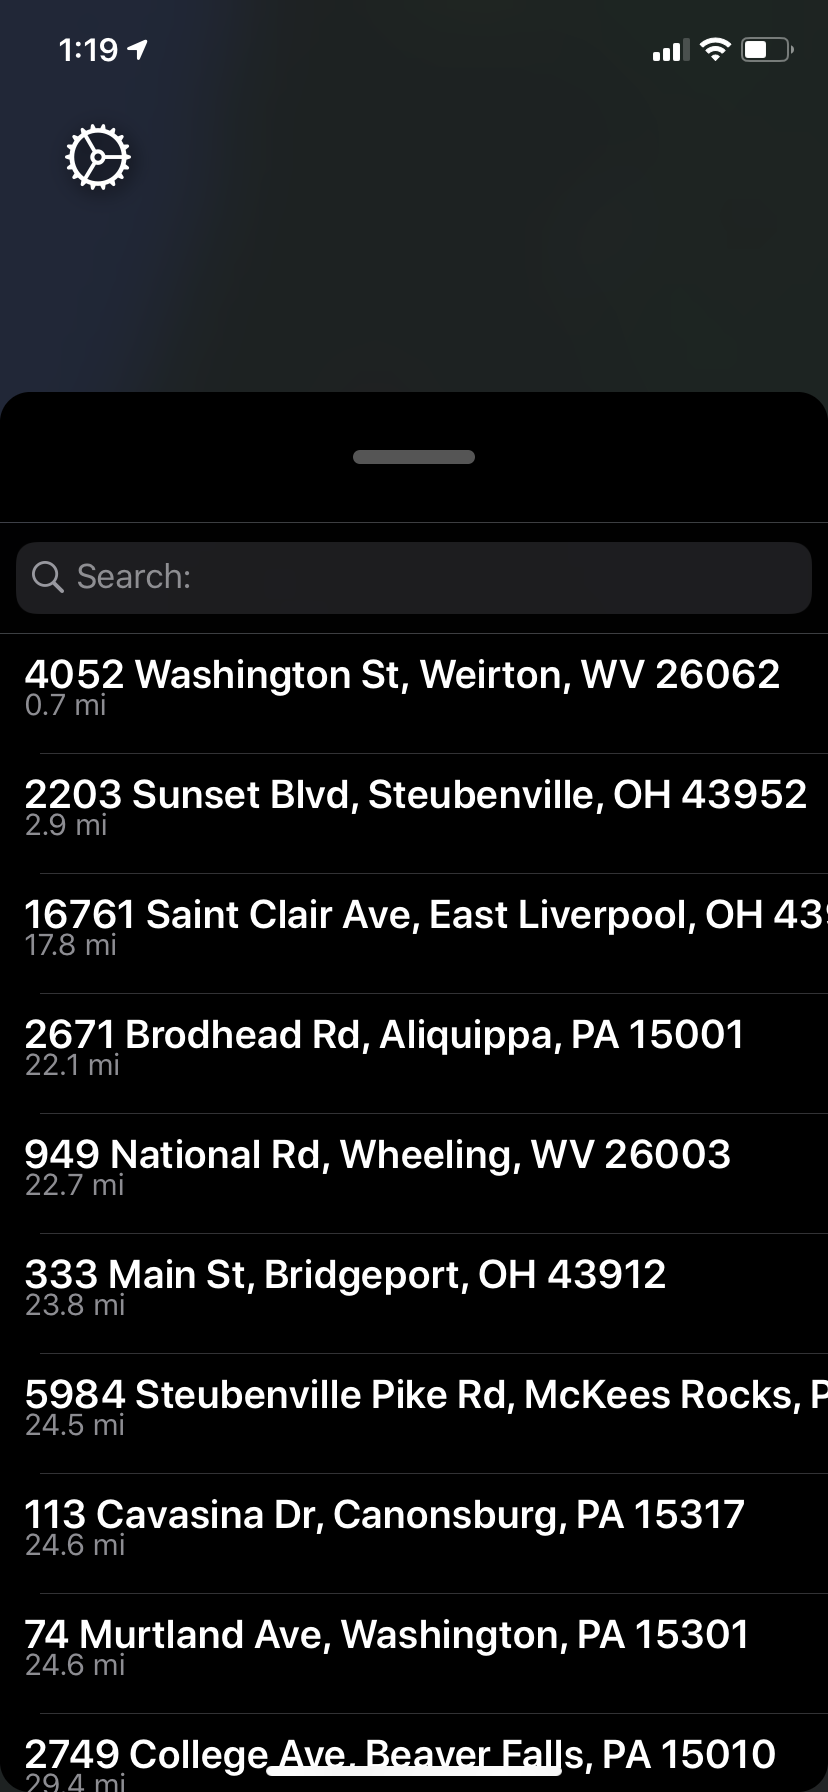 1:19
Search:
4052 Washington St, Weirton, WV 26062
0.7 mi
2203 Sunset Blvd, Steubenville, OH 43952
2.9 mi
16761 Saint Clair Ave, East Liverpool, OH 439
17.8 mi
2671 Brodhead Rd, Aliquippa, PA 15001
22.1 mi
949 National Rd, Wheeling, WV 26003
22.7 mi
333 Main St, Bridgeport, OH 43912
23.8 mi
5984 Steubenville Pike Rd, McKees Rocks, P
24.5 mi
113 Cavasina Dr, Canonsburg, PA 15317
24.6 mi
74 Murtland Ave, Washington, PA 15301
24.6 mi
2749 College Ave, Beaver Falls, PA 15010
29.4 mi